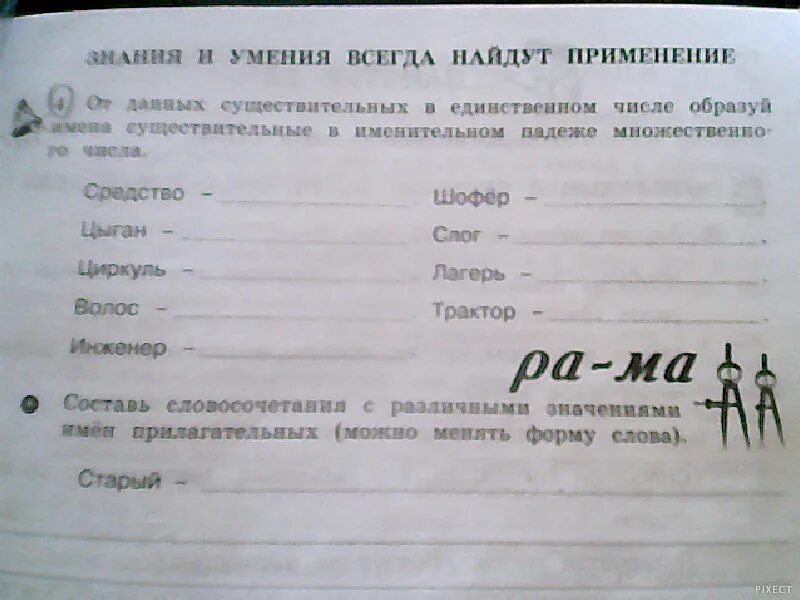 ЗНАНИЯ И УМЕНИЯ ВСЕГДА НАЙДУТ ПРИМЕНЕНИЕ
4 От данных существительных в единственном числе образуй
имена существительные в именительном падеже множественно-
го числа.
Средство – Шофёр –
Цыган – Слог –
Циркуль – Лагерь –
Волос – Трактор –
Инженер –
ра-ма
Составь словосочетания с различными значениями
имён прилагательных (можно менять форму слова).
Старый –
PIXECT